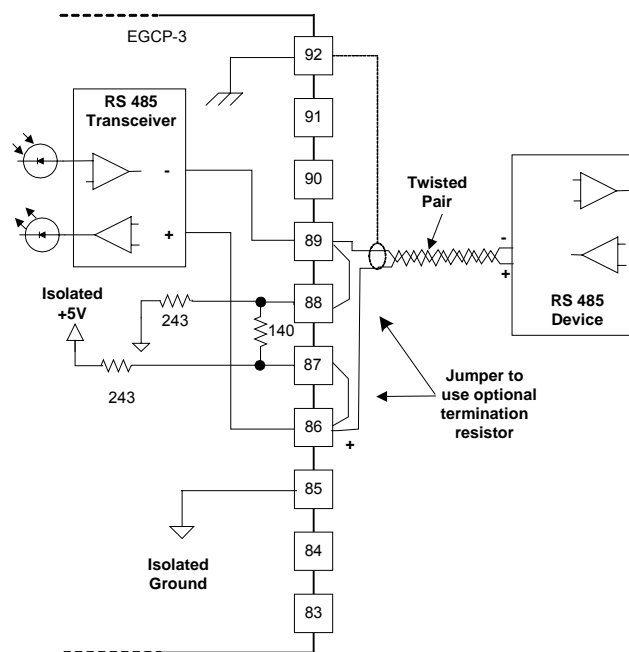 EGCP-3
92
RS 485
Transceiver
91
-
90
Twisted
Pair
89
-
+
+
Isolated
+5V
88
RS 485
Device
243
140
87
Jumper to
use optional
termination
resistor
243
86
+
85
Isolated
Ground
84
83